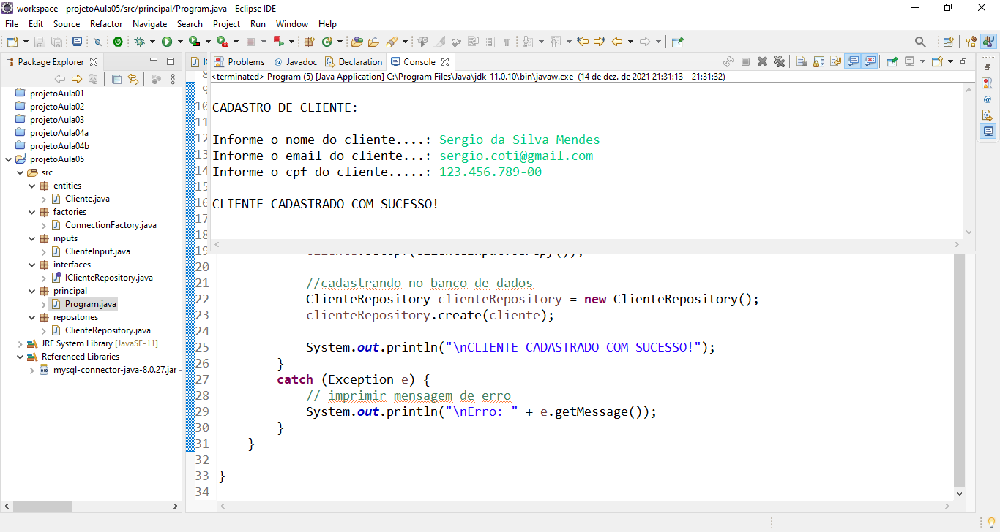 workspace - projetoAula05/src/principal/Program.java - Eclipse IDE
File Edit Source Refactor Navigate Search Project Run Window Help
Package Explorer
projetoAula01
projetoAula02
projetoAula03
projetoAula04a
projetoAula04b
projetoAula05
src
entities
Cliente.java
factories
ConnectionFactory.java
inputs
ClienteInput.java
interfaces
IClienteRepository.java
principal
Program.java
repositories
ClienteRepository.java
JRE System Library [JavaSE-11]
Referenced Libraries
mysql-connector-java-8.0.27.jar -
Problems @ Javadoc Declaration Console
<terminated> Program (5) [Java Application] C:\Program Files\Java\jdk-11.0.10\bin\javaw.exe (14 de dez. de 2021 21:31:13 – 21:31:32)
CADASTRO DE CLIENTE:
Informe o nome do cliente....: Sergio da Silva Mendes
Informe o email do cliente...: sergio.coti@gmail.com
Informe o cpf do cliente.....: 123.456.789-00
CLIENTE CADASTRADO COM SUCESSO!
9
10
11
12
13
14
15
16
17
18
19
20
21 //cadastrando no banco de dados
22 ClienteRepository clienteRepository = new ClienteRepository();
23 clienteRepository.create(cliente);
24
25 System.out.println("\nCLIENTE CADASTRADO COM SUCESSO!");
26 }
27 catch (Exception e) {
28 // imprimir mensagem de erro
29 System.out.println("\nErro: " + e.getMessage());
30 }
31 }
32
33 }
34